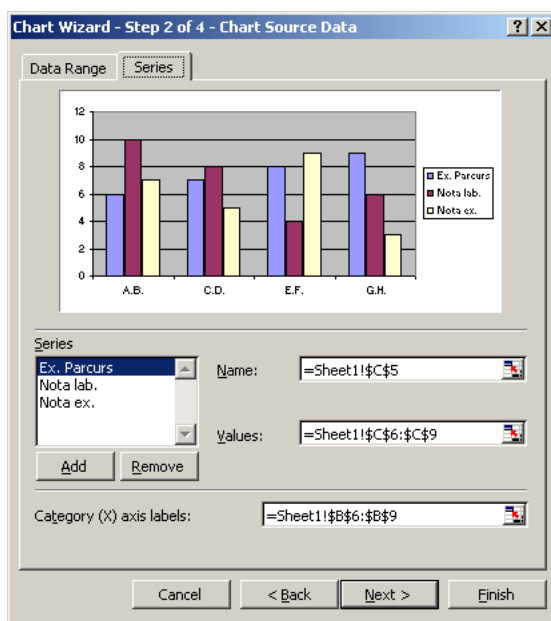 Chart Wizard - Step 2 of 4 - Chart Source Data
Data Range
Series
12
10
8
6
4
2
0
A.B.
C.D.
E.F.
G.H.
Ex. Parcurs
Nota lab.
Nota ex.
Series
Ex. Parcurs
Nota lab.
Nota ex.
Add
Remove
Name:
=Sheet1!$C$5
Values:
=Sheet1!$C$6:$C$9
Category (X) axis labels:
=Sheet1!$B$6:$B$9
Cancel
< Back
Next >
Finish